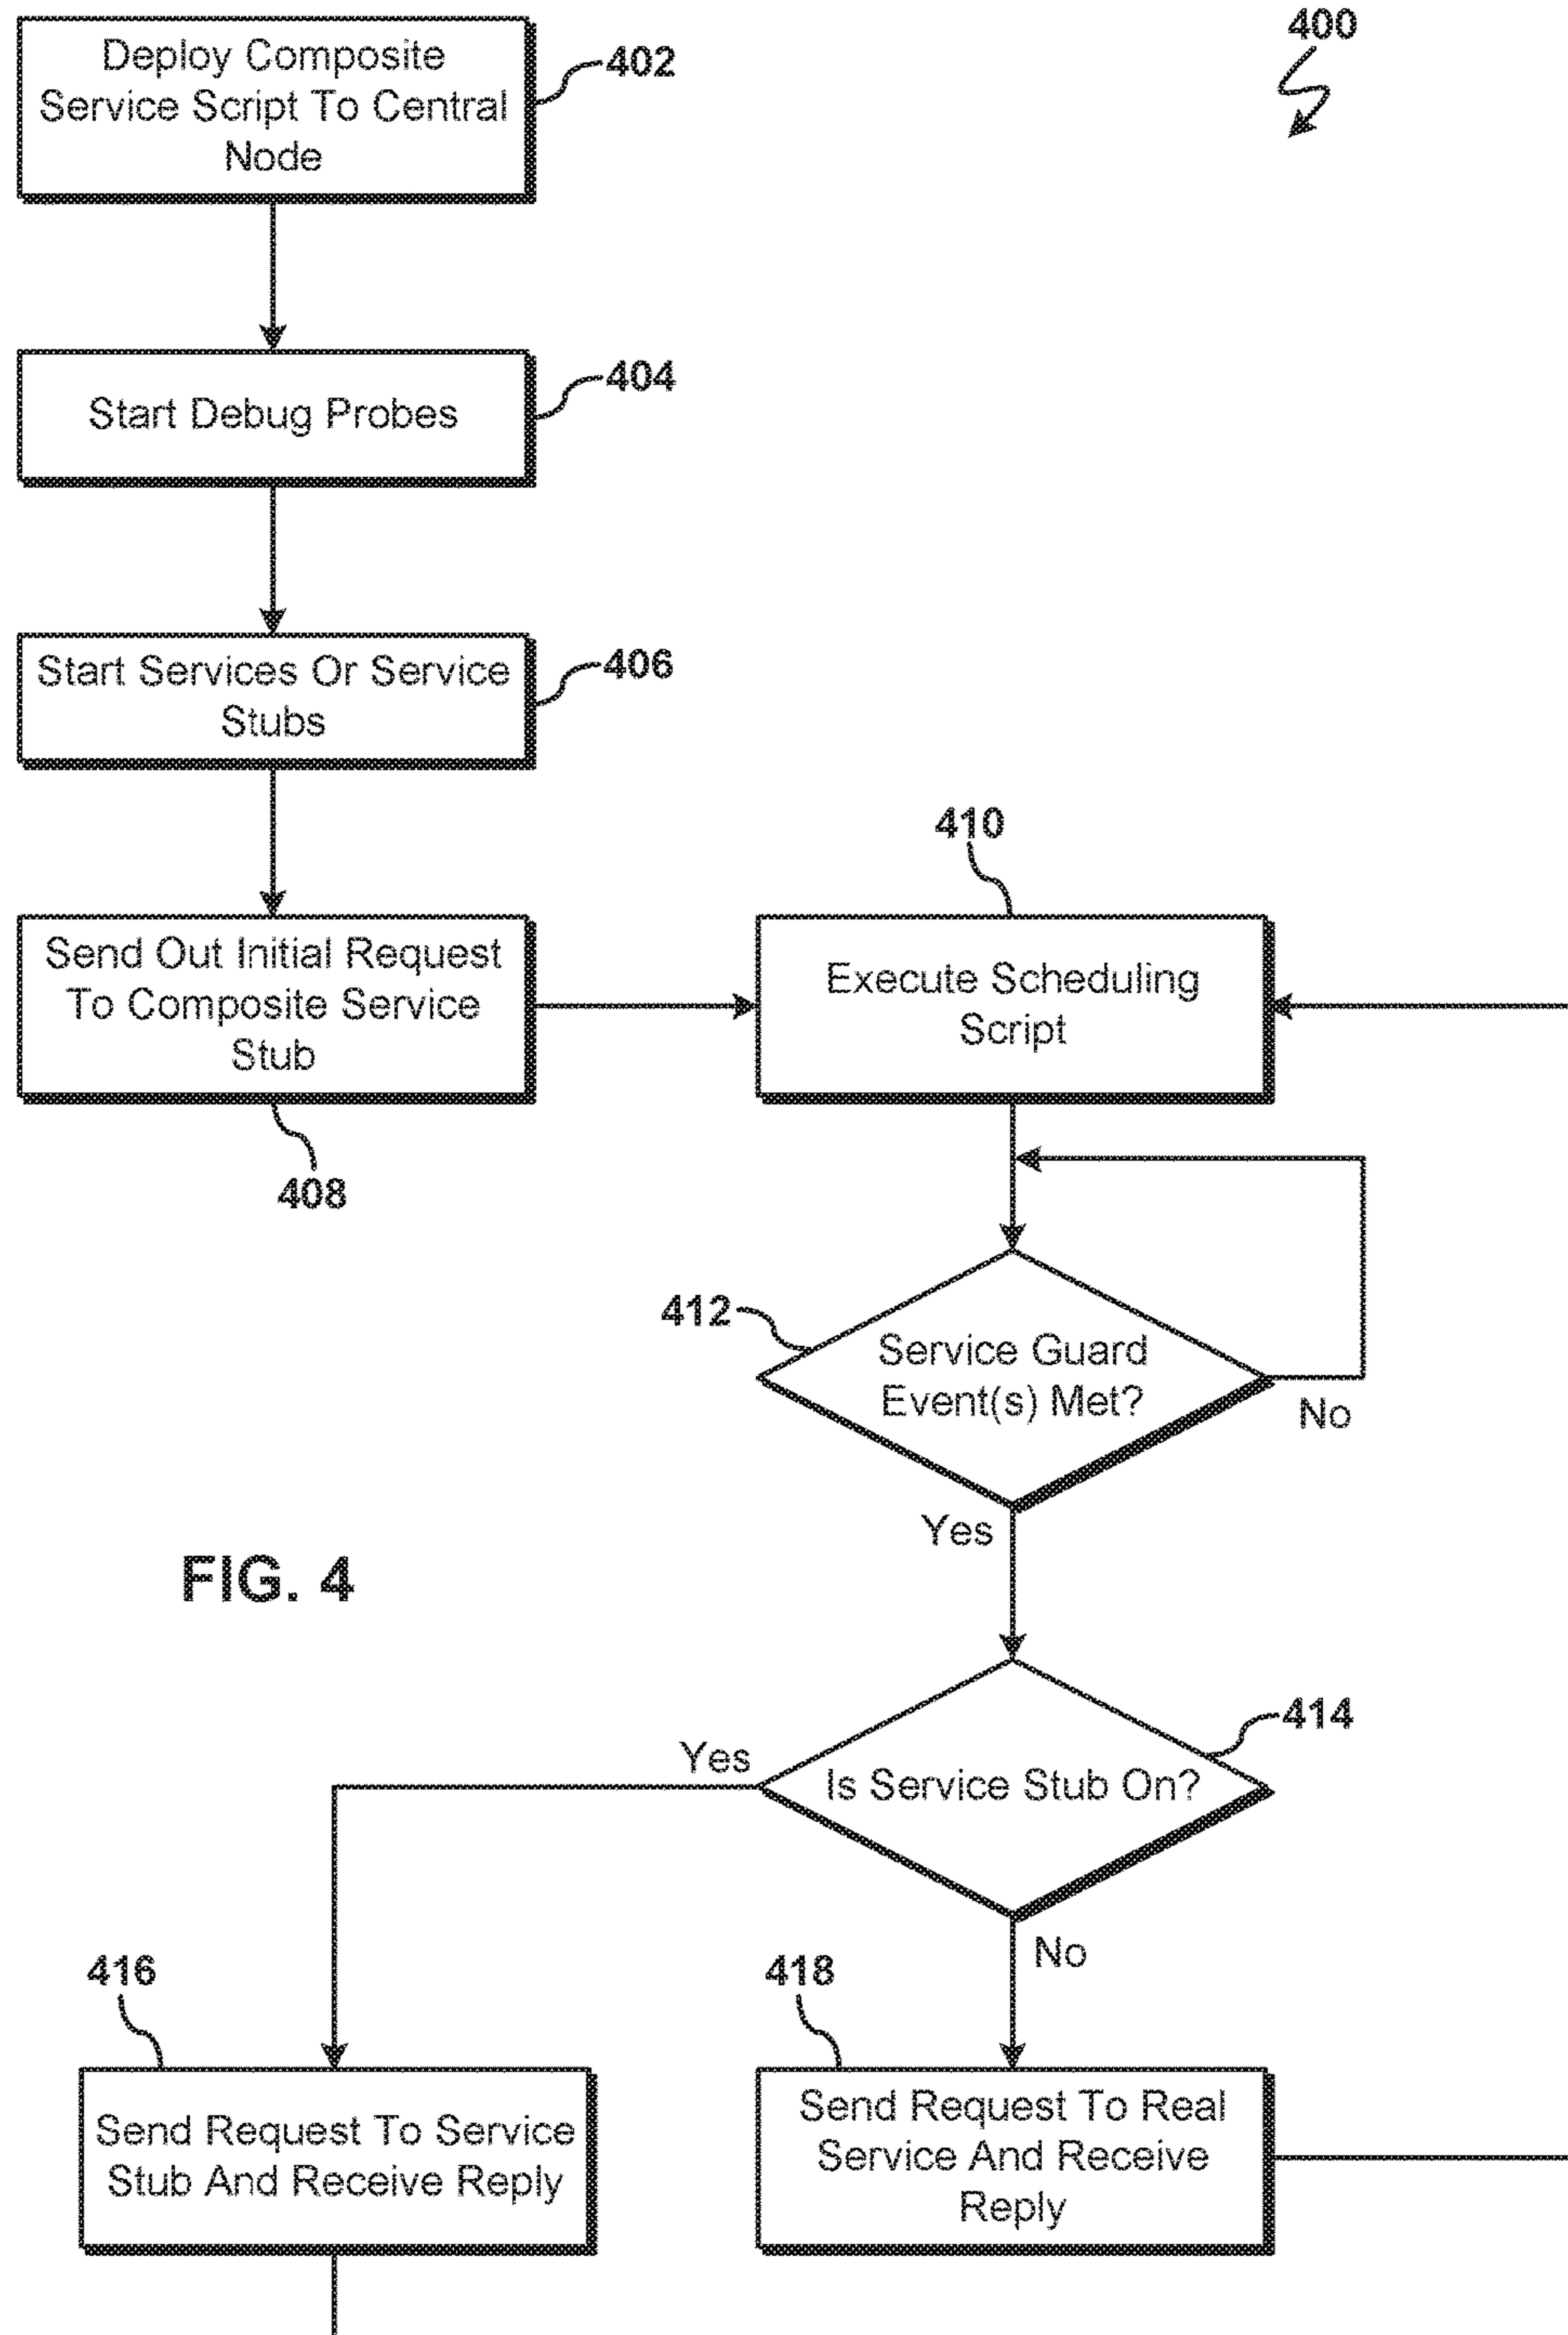 400
Deploy Composite
Service Script To Central
Node
402
Start Debug Probes
404
Start Services Or Service
Stubs
406
Send Out Initial Request
To Composite Service
Stub
408
410
Execute Scheduling
Script
412
Service Guard
Event(s) Met?
No
Yes
FIG. 4
414
Is Service Stub On?
Yes
No
416
Send Request To Service
Stub And Receive Reply
418
Send Request To Real
Service And Receive
Reply